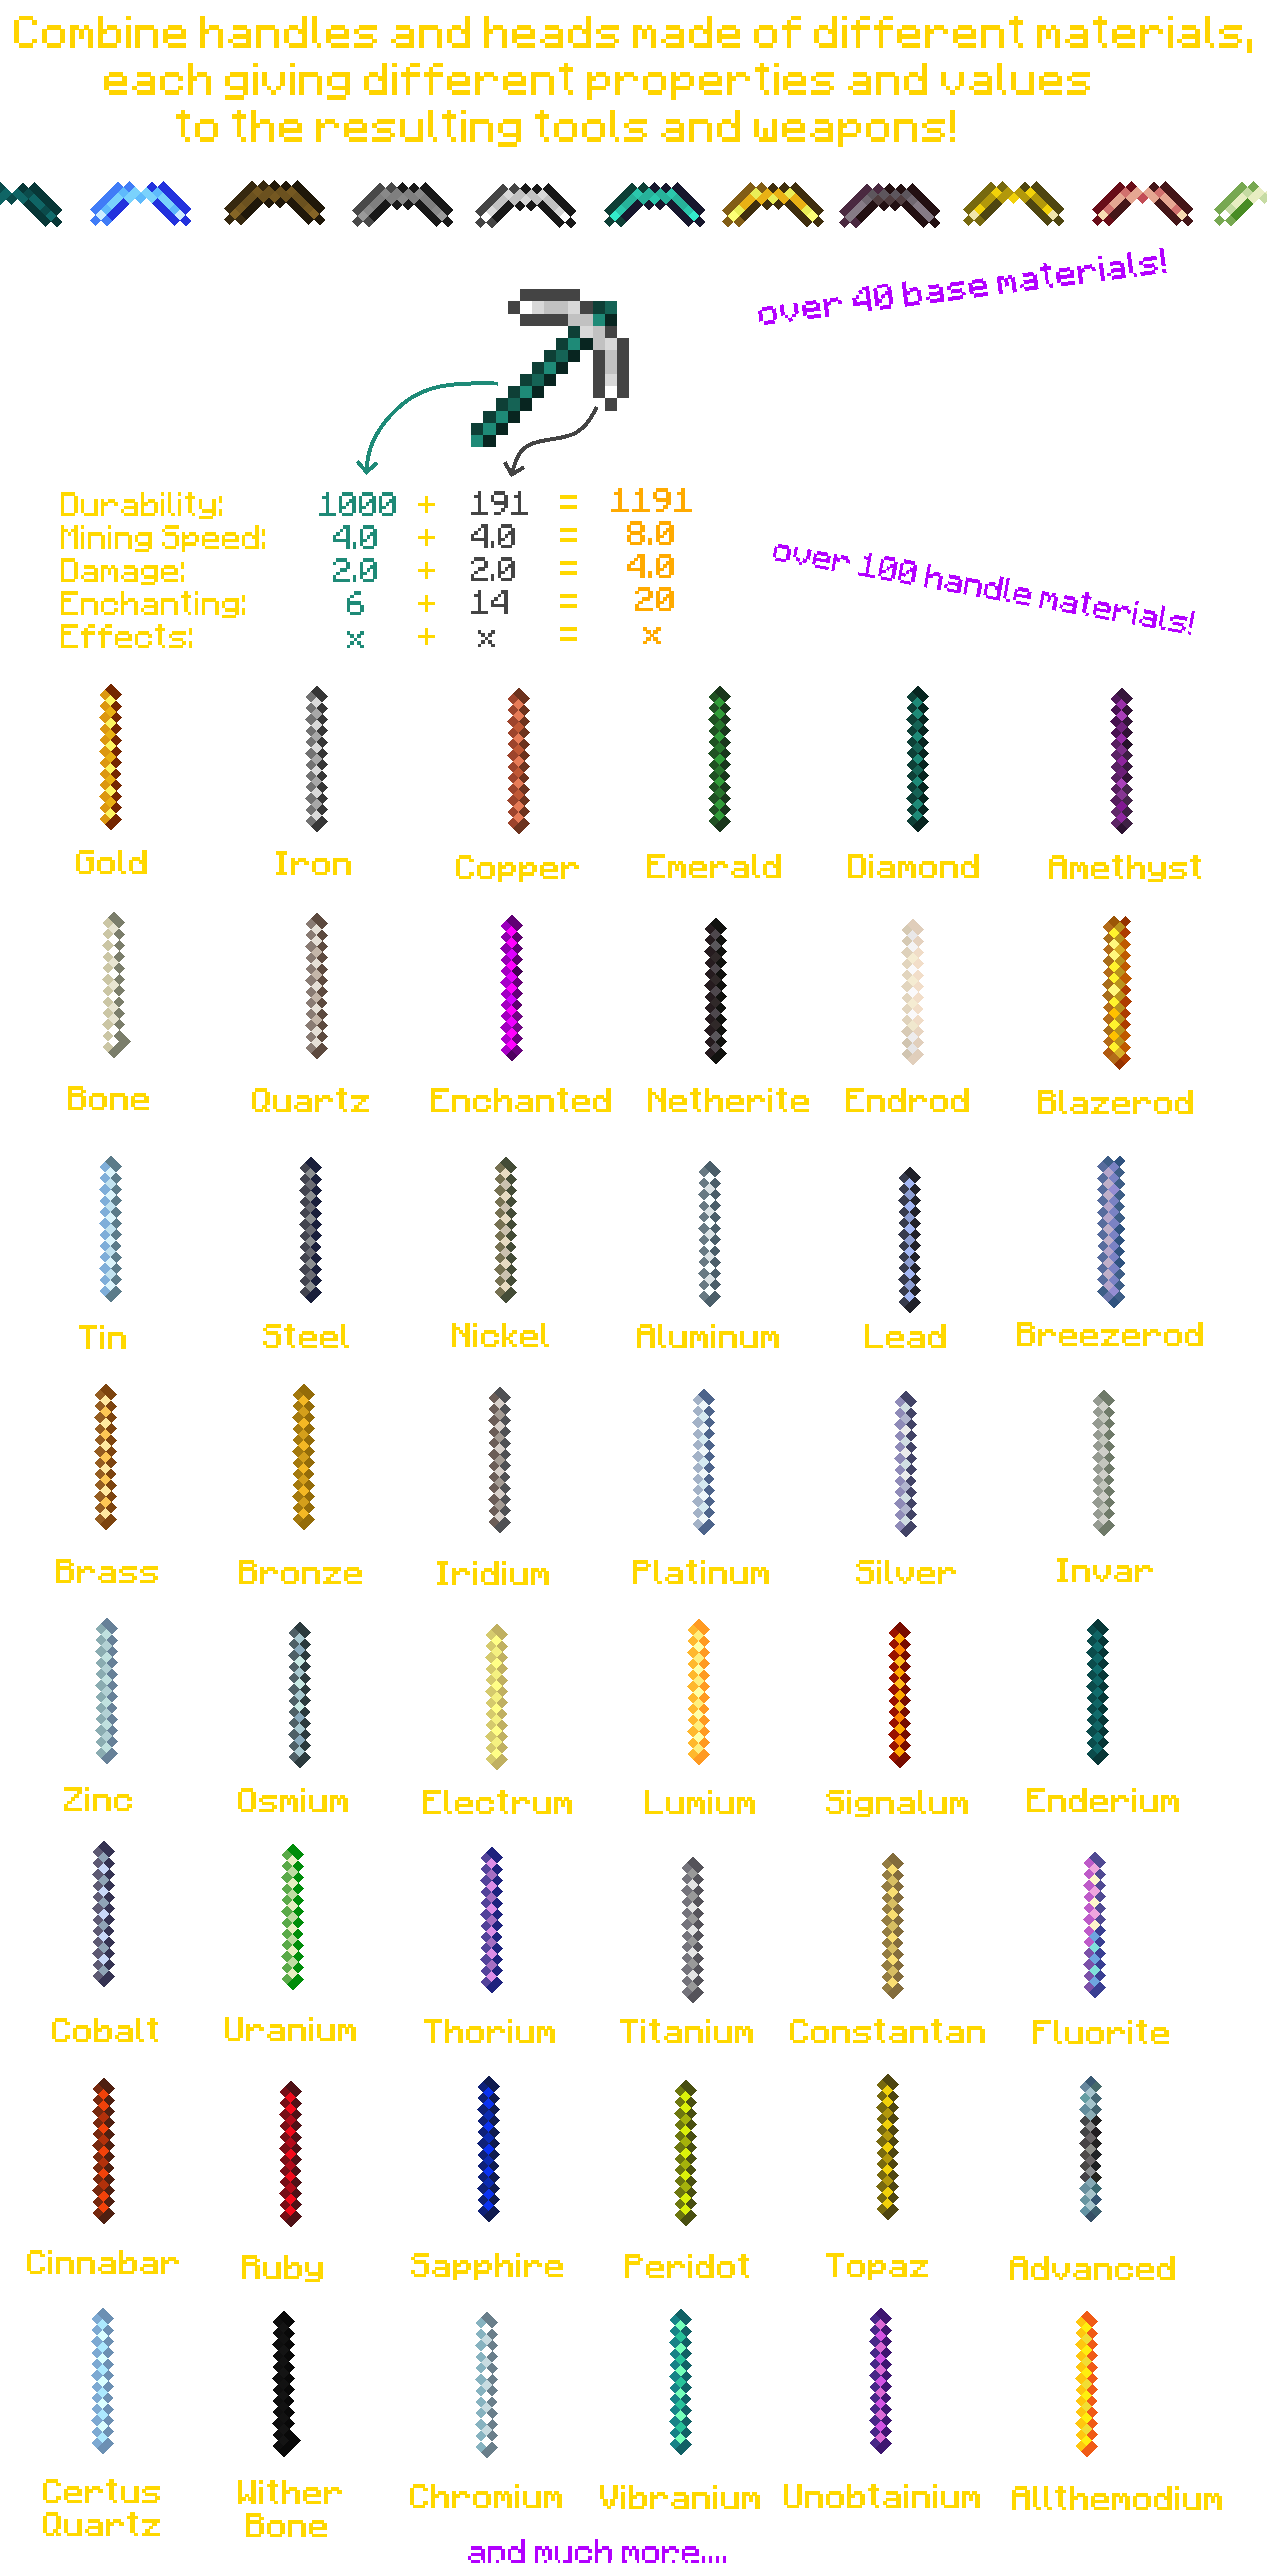 Combine handles and heads made of different materials,
each giving different properties and values
to the resulting tools and weapons!
over 40 base materials!
Durability: 1000 + 191 = 1191
Mining Speed: 4.0 + 4.0 = 8.0
Damage: 2.0 + 2.0 = 4.0
Enchanting: 6 + 14 = 20
Effects: x + x = x
over 100 handle materials!
Gold Iron Copper Emerald Diamond Amethyst
Bone Quartz Enchanted Netherite Endrod Blazerod
Tin Steel Nickel Aluminum Lead Breezerod
Brass Bronze Iridium Platinum Silver Invar
Zinc Osmium Electrum Lumium Signalum Enderium
Cobalt Uranium Thorium Titanium Constantan Fluorite
Cinnabar Ruby Sapphire Peridot Topaz Advanced
Certus Wither Chromium Vibranium Unobtainium Allthemodium
Quartz Bone
and much more....